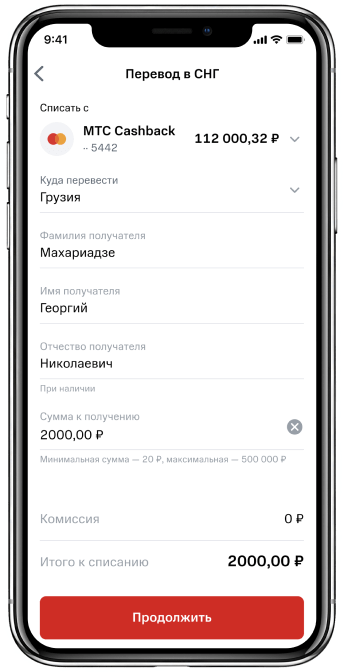 9:41
Перевод в СНГ
Списать с
МТС Cashback
112 000,32 ₽
·· 5442
Куда перевести
Грузия
Фамилия получателя
Махариадзе
Имя получателя
Георгий
Отчество получателя
Николаевич
При наличии
Сумма к получению
2000,00 ₽
Минимальная сумма — 20 ₽, максимальная — 500 000 ₽
Комиссия
0 ₽
Итого к списанию
2000,00 ₽
Продолжить